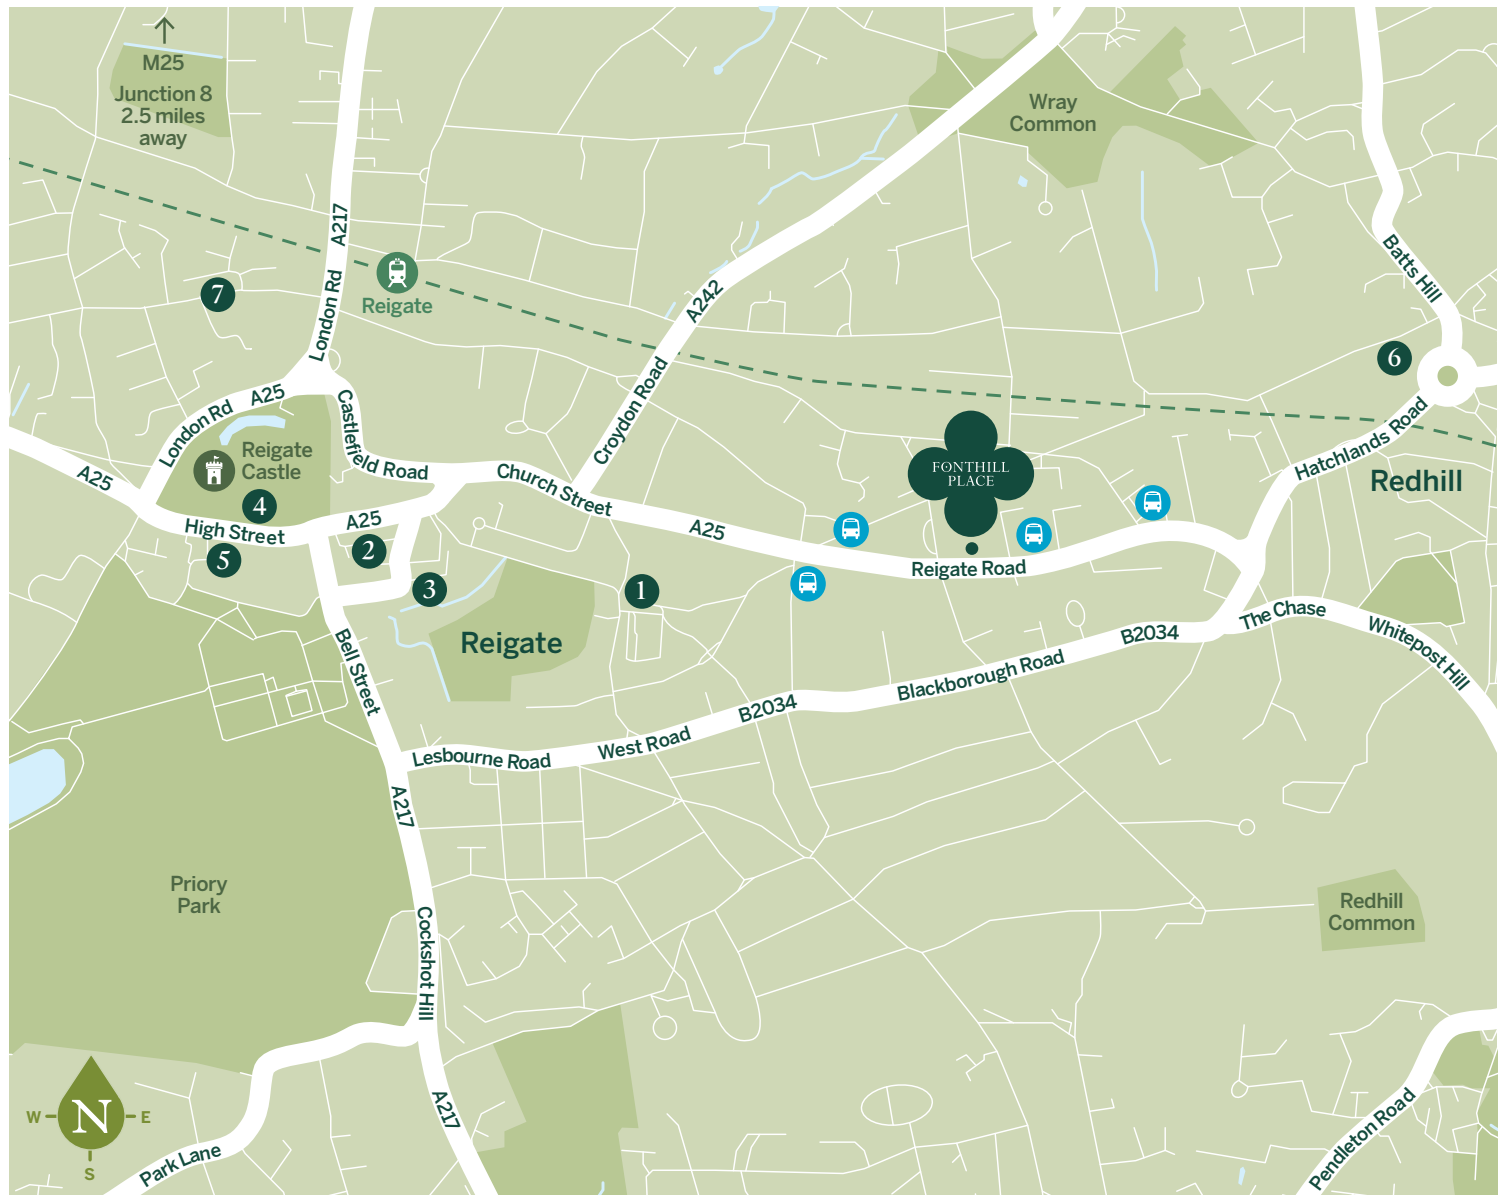 M25
Junction 8
2.5 miles
away
Wray
Common
A217
London Rd
Reigate
A242
Croydon Road
Batts Hill
7
6
London Rd
A25
Castlefield Road
Reigate
Castle
4
A25
High Street
5
A25
2
3
Church Street
A25
1
FONTHILL
PLACE
Reigate Road
Hatchlands Road
Redhill
Reigate
Bell Street
The Chase
Whitepost Hill
B2034
Blackborough Road
B2034
West Road
Lesbourne Road
A217
Priory
Park
Cockshot Hill
Redhill
Common
A217
Park Lane
Pendleton Road
N
W
E
S